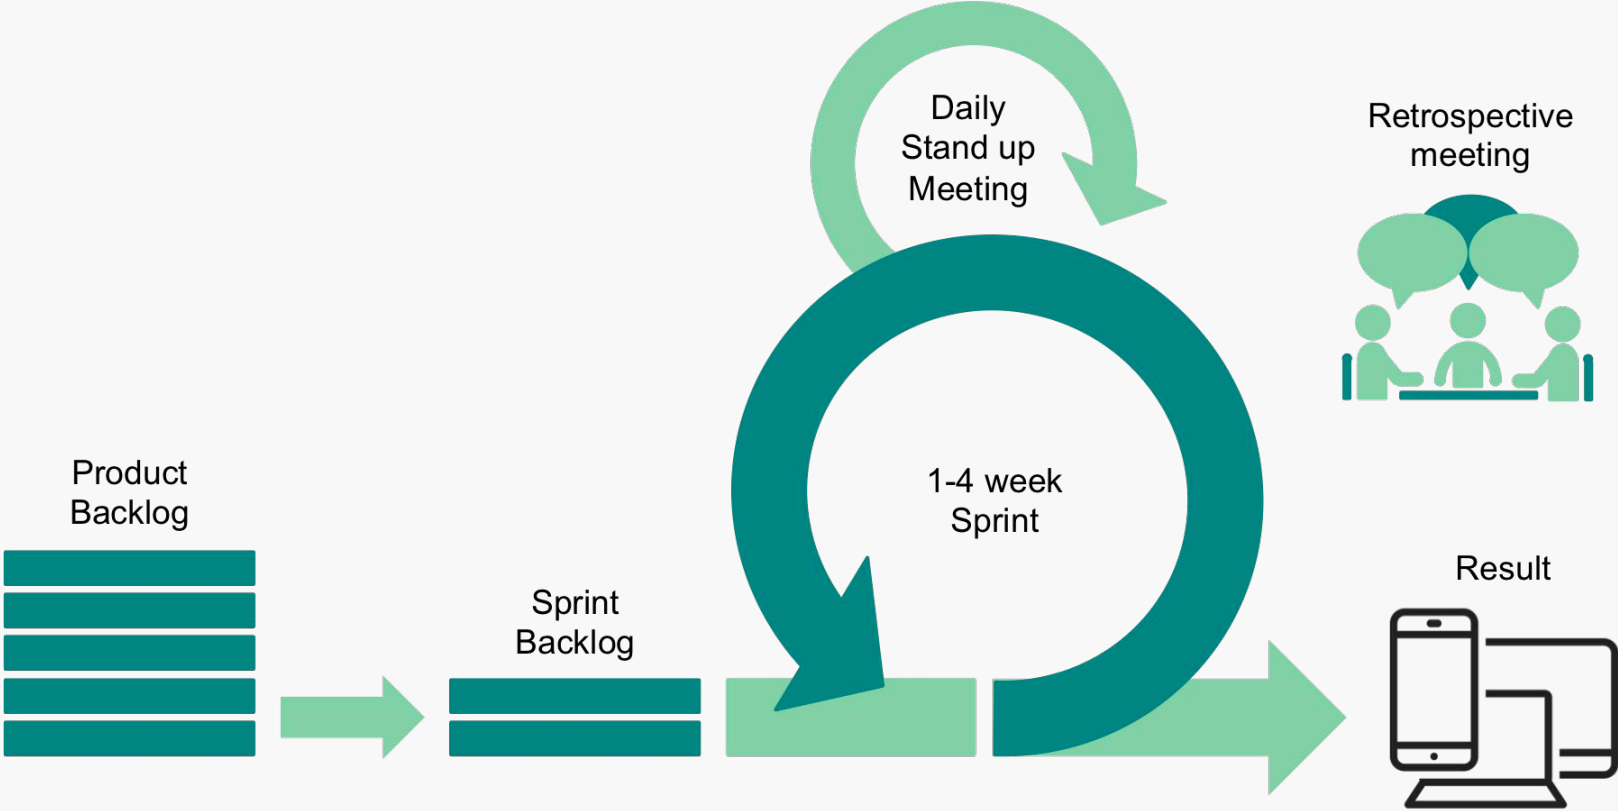 Daily
Stand up
Meeting
Retrospective
meeting
Product
Backlog
1-4 week
Sprint
Sprint
Backlog
Result